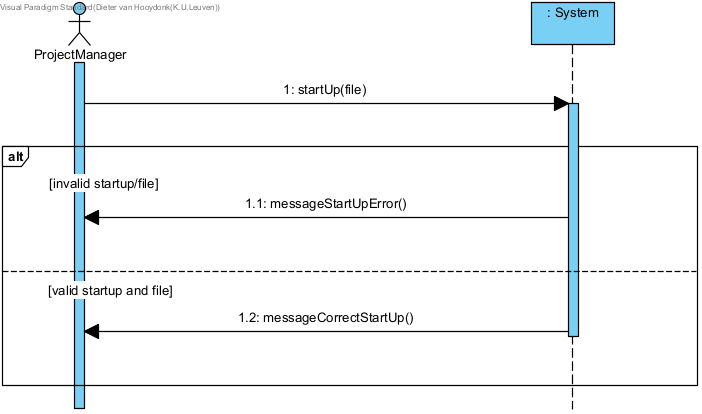 Visual Paradigm Standard(Dieter van Hooydonk(K.U.Leuven))
: System
ProjectManager
1: startUp(file)
alt
[invalid startup/file]
1.1: messageStartUpError()
[valid startup and file]
1.2: messageCorrectStartUp()